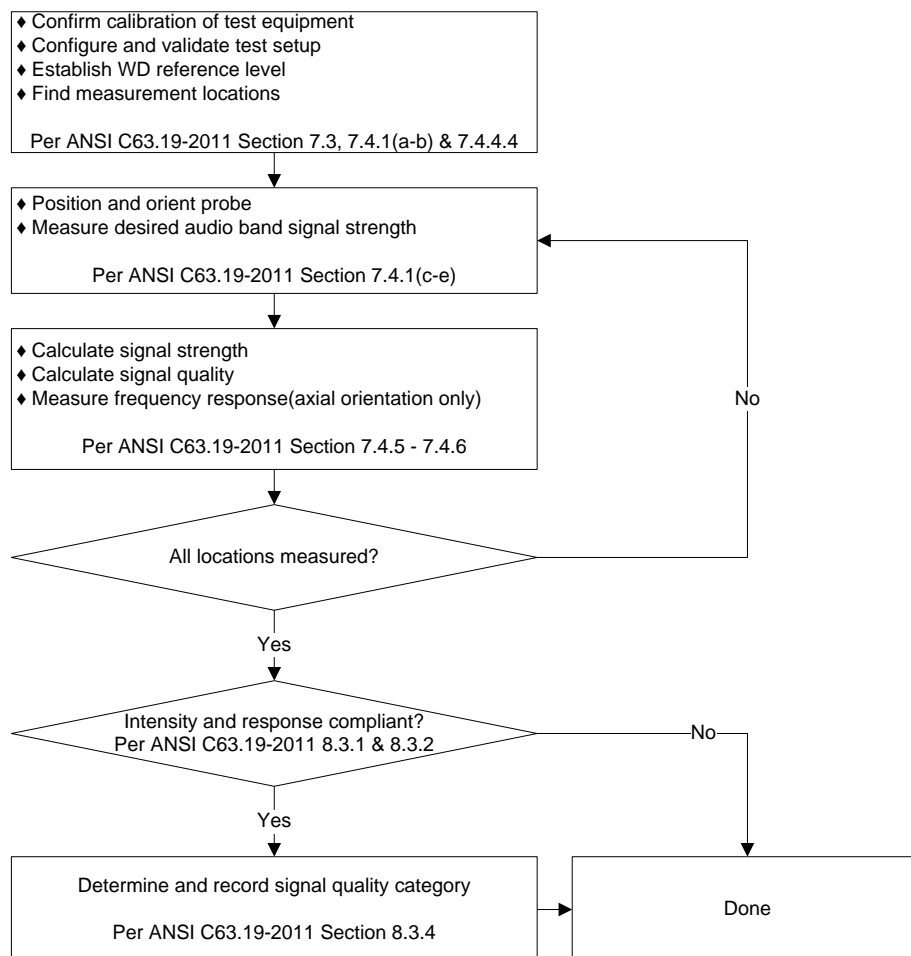 ♦ Confirm calibration of test equipment
♦ Configure and validate test setup
♦ Establish WD reference level
♦ Find measurement locations
Per ANSI C63.19-2011 Section 7.3, 7.4.1(a-b) & 7.4.4.4
♦ Position and orient probe
♦ Measure desired audio band signal strength
Per ANSI C63.19-2011 Section 7.4.1(c-e)
♦ Calculate signal strength
♦ Calculate signal quality
♦ Measure frequency response(axial orientation only)
Per ANSI C63.19-2011 Section 7.4.5 - 7.4.6
No
All locations measured?
Yes
Intensity and response compliant?
Per ANSI C63.19-2011 8.3.1 & 8.3.2
No
Yes
Determine and record signal quality category
Per ANSI C63.19-2011 Section 8.3.4
Done